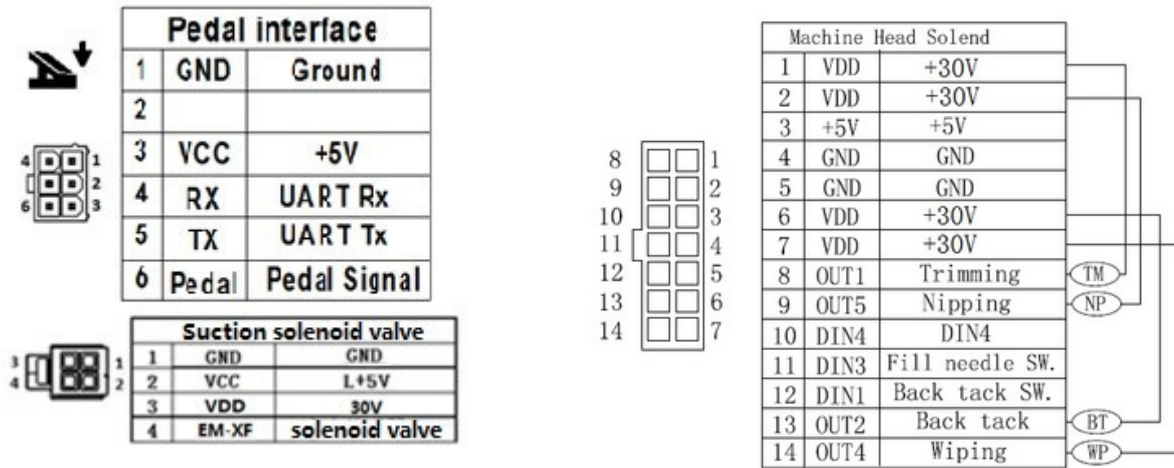 Pedal interface
1 GND Ground
2
3 VCC +5V
4 RX UART Rx
5 TX UART Tx
6 Pedal Pedal Signal
4 1
2
6 3
Suction solenoid valve
1 GND GND
2 VCC L+5V
3 VDD 30V
4 EM-XF solenoid valve
3 1
4 2
8 1
9 2
10 3
11 4
12 5
13 6
14 7
Machine Head Solend
1 VDD +30V
2 VDD +30V
3 +5V +5V
4 GND GND
5 GND GND
6 VDD +30V
7 VDD +30V
8 OUT1 Trimming TM
9 OUT5 Nipping NP
10 DIN4 DIN4
11 DIN3 Fill needle SW.
12 DIN1 Back tack SW.
13 OUT2 Back tack BT
14 OUT4 Wiping WP